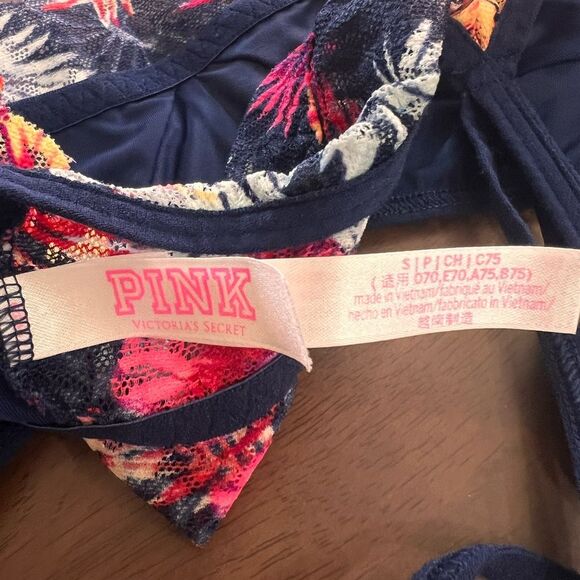 PINK
VICTORIA'S SECRET
S | P | CH | C75
(适用 D70,E70,A75,B75)
made in Vietnam/fabriqué au Vietnam/
hecho en Vietnam/fabbricato in Vietnam/
越南制造